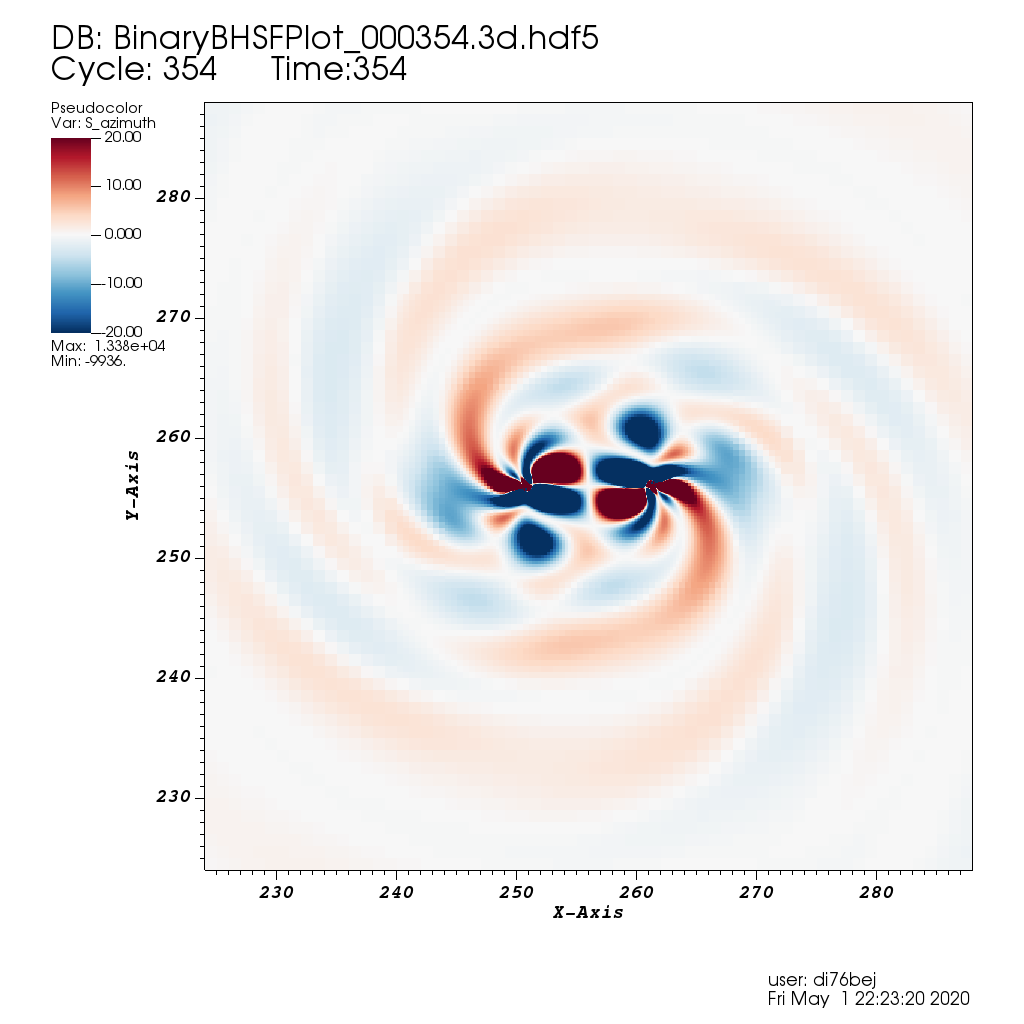 DB: BinaryBHSFPlot_000354.3d.hdf5
Cycle: 354 Time:354
Pseudocolor
Var: S_azimuth
20.00
10.00
0.000
-10.00
-20.00
Max: 1.338e+04
Min: -9936.
280
270
260
250
240
230
Y-Axis
230 240 250 260 270 280
X-Axis
user: di76bej
Fri May 1 22:23:20 2020